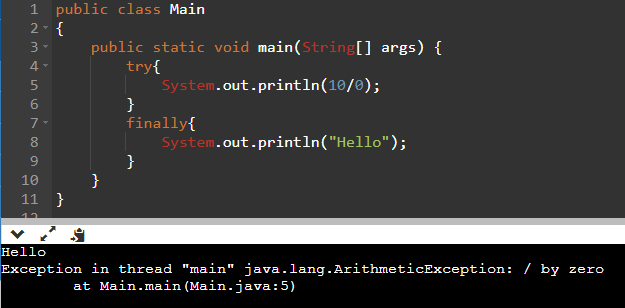 1 public class Main
2 {
3 public static void main(String[] args) {
4 try{
5 System.out.println(10/0);
6 }
7 finally{
8 System.out.println("Hello");
9 }
10 }
11 }
12
Hello
Exception in thread "main" java.lang.ArithmeticException: / by zero
at Main.main(Main.java:5)